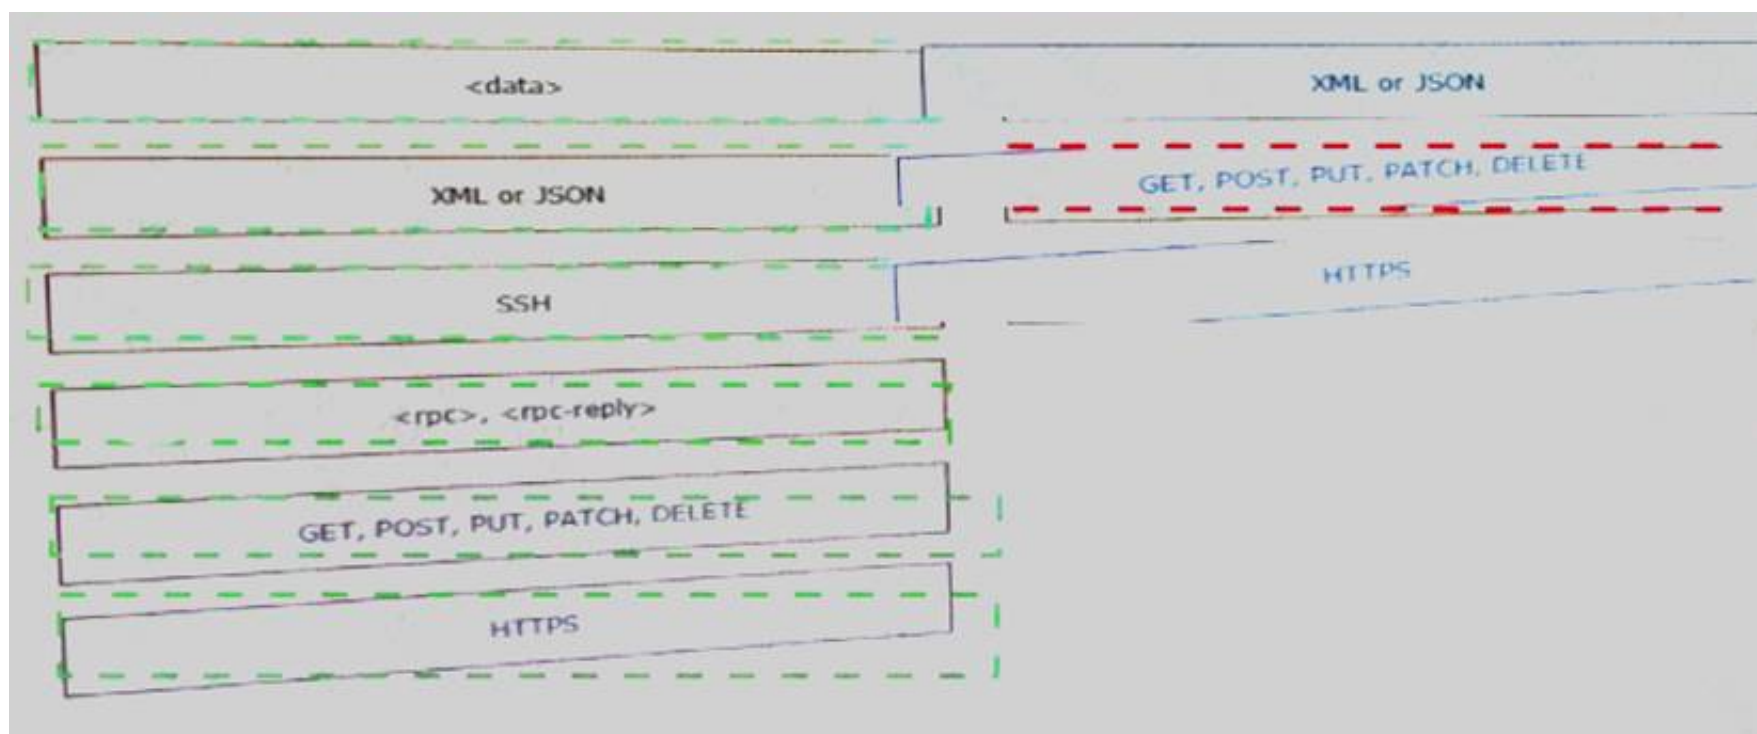 <data>
XML or JSON
SSH
<rpc>, <rpc-reply>
GET, POST, PUT, PATCH, DELETE
HTTPS
XML or JSON
GET, POST, PUT, PATCH, DELETE
HTTPS